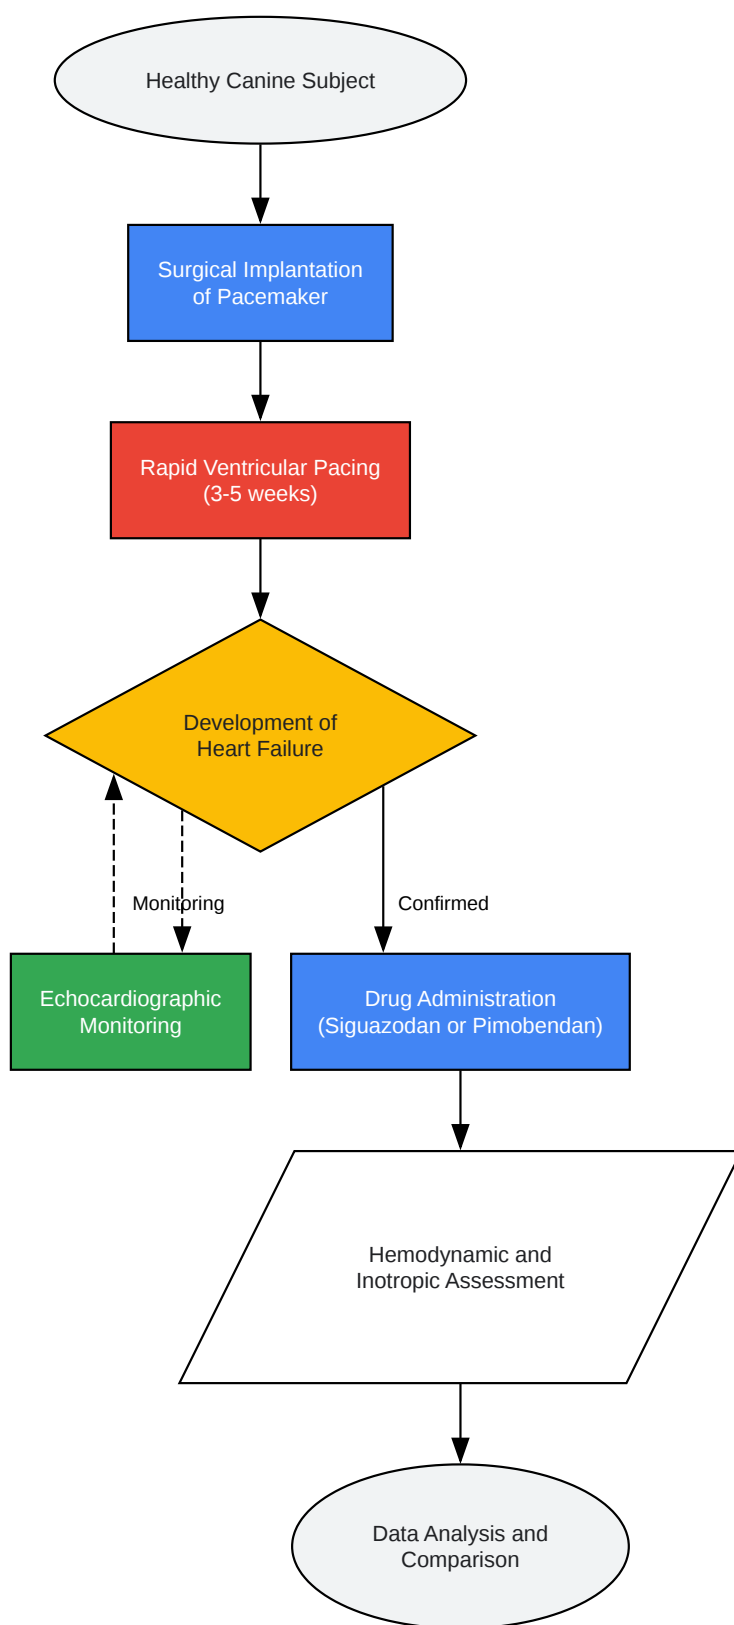 Healthy Canine Subject
Surgical Implantation
of Pacemaker
Rapid Ventricular Pacing
(3-5 weeks)
Development of
Heart Failure
Monitoring
Confirmed
Echocardiographic
Monitoring
Drug Administration
(Siguazodan or Pimobendan)
Hemodynamic and
Inotropic Assessment
Data Analysis and
Comparison